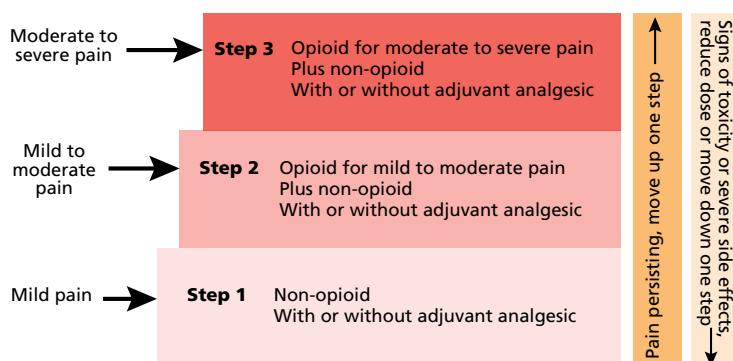 Moderate to
severe pain
Step 3 Opioid for moderate to severe pain
Plus non-opioid
With or without adjuvant analgesic
Mild to
moderate
pain
Step 2 Opioid for mild to moderate pain
Plus non-opioid
With or without adjuvant analgesic
Mild pain
Step 1 Non-opioid
With or without adjuvant analgesic
Pain persisting, move up one step
Signs of toxicity or severe side effects,
reduce dose or move down one step